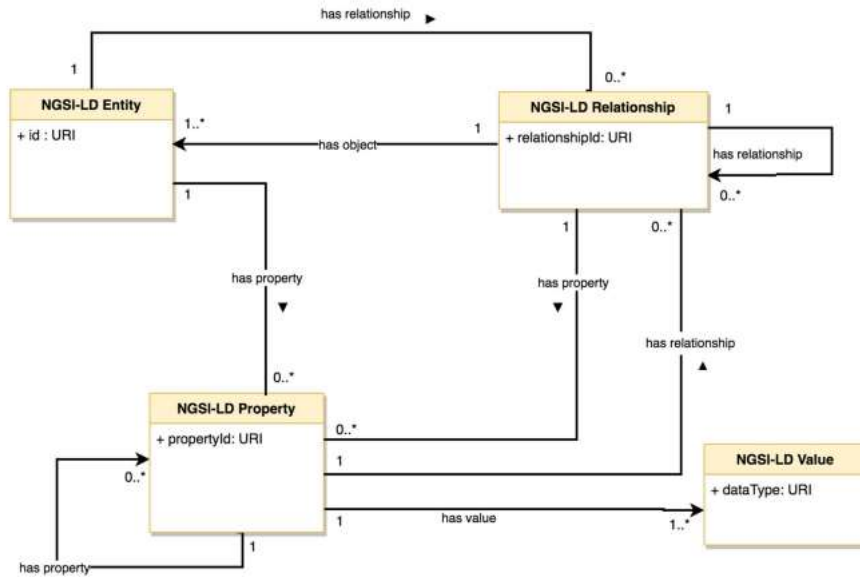 has relationship ►
1
0..*
NGSI-LD Entity
+ id : URI
NGSI-LD Relationship
+ relationshipId: URI
1..*
has object
1
1
has relationship
0..*
1
has property
▼
0..*
1
has property
▼
0..*
0..*
has relationship
▲
1
NGSI-LD Property
+ propertyId: URI
0..*
has property
1
1
has value
1..*
NGSI-LD Value
+ dataType: URI